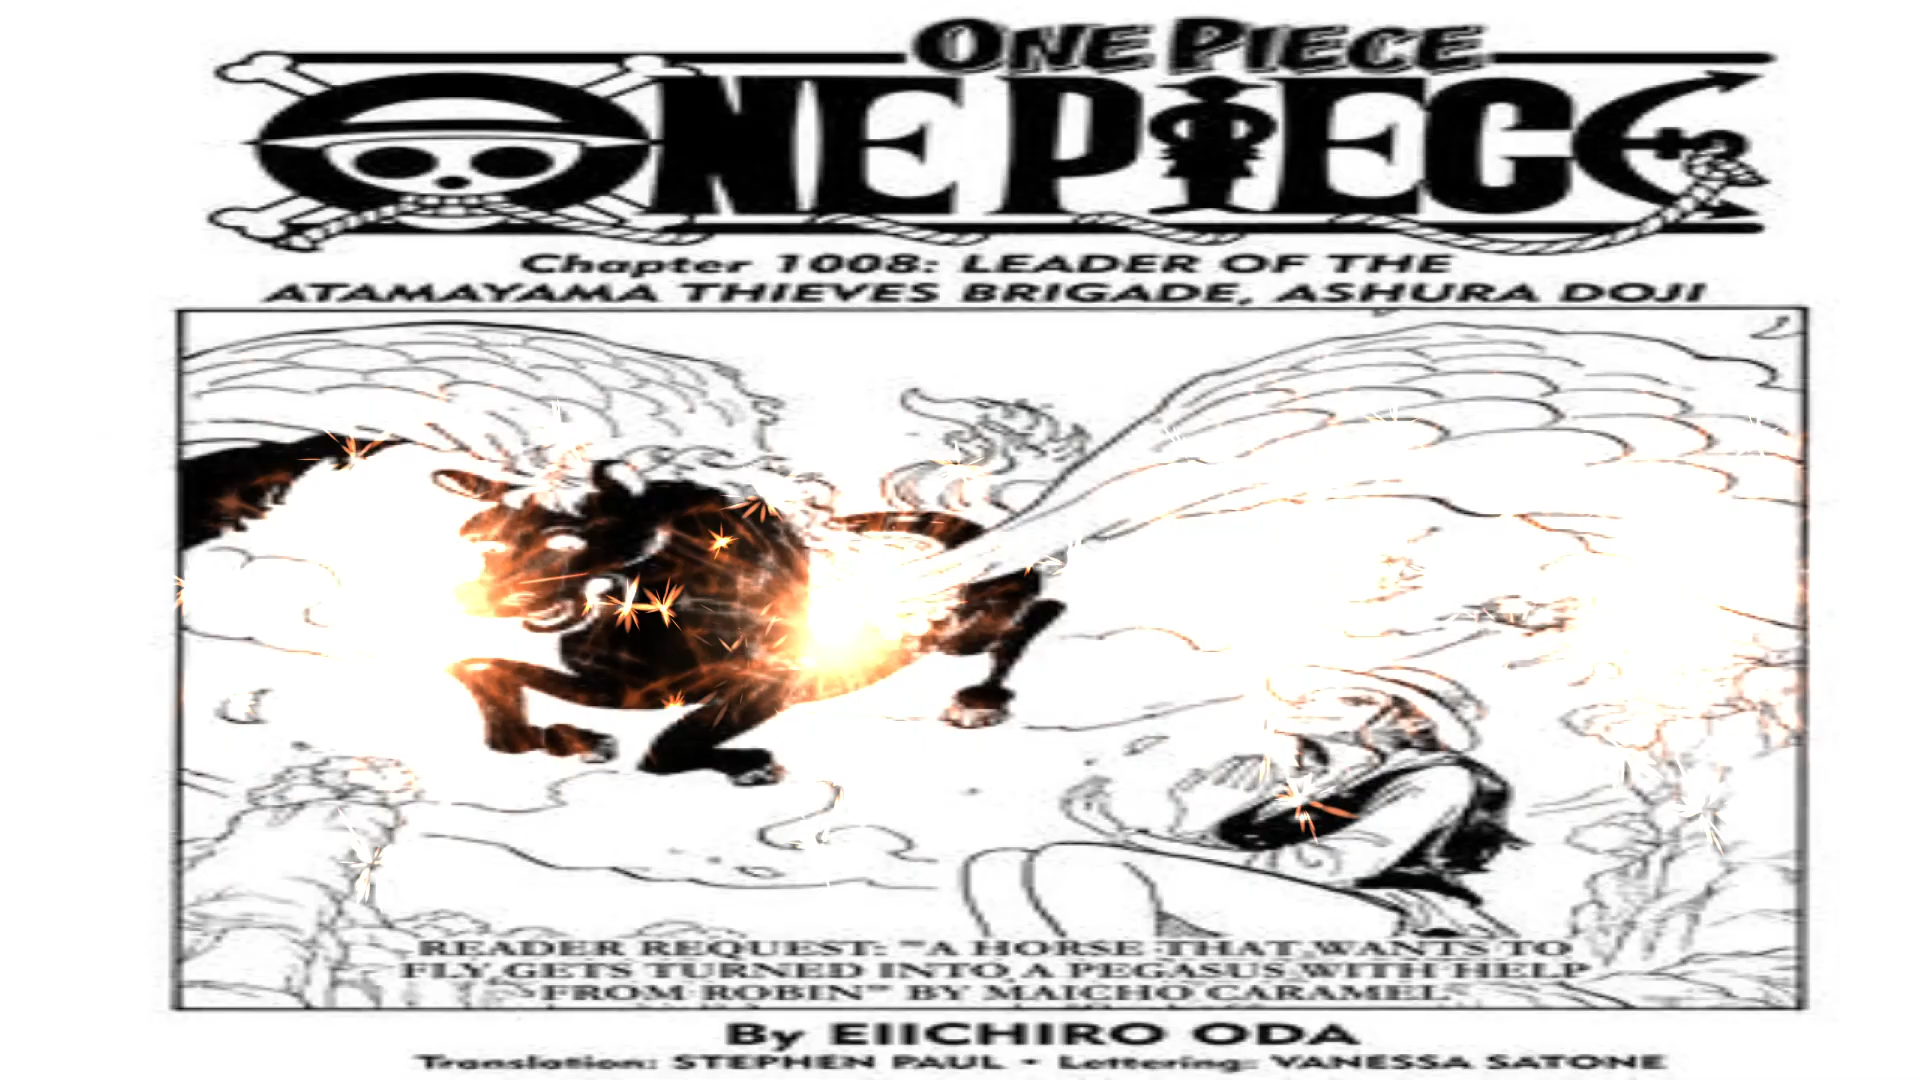 ONE PIECE
ONE PIECE
Chapter 1008: LEADER OF THE
ATAMAYAMA THIEVES BRIGADE, ASHURA DOJI
READER REQUEST: "A HORSE THAT WANTS TO
FLY GETS TURNED INTO A PEGASUS WITH HELP
FROM ROBIN" BY MAICHO CARAMEL
By EIICHIRO ODA
Translation: STEPHEN PAUL • Lettering: VANESSA SATONE